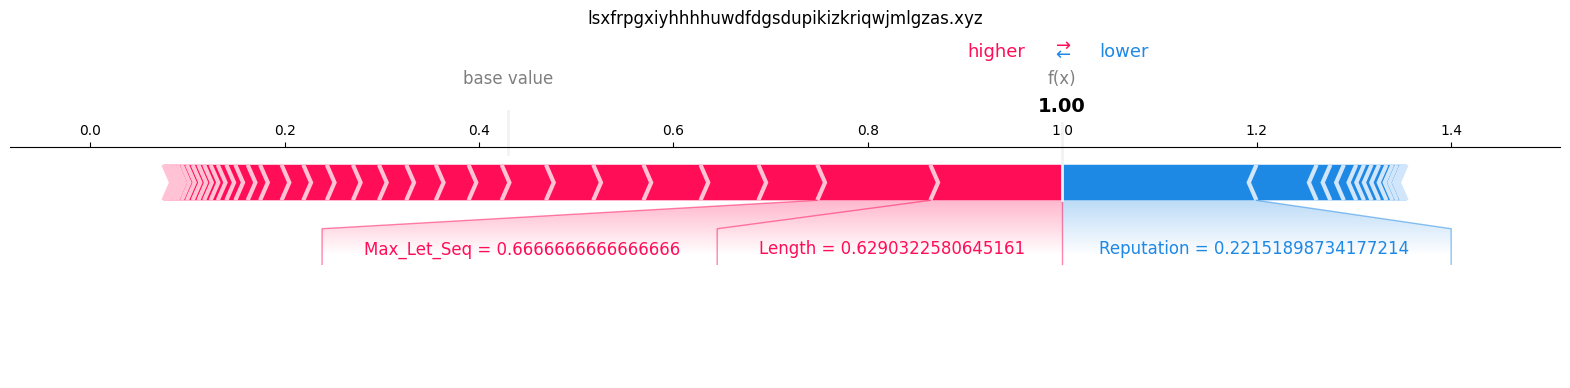 lsxfrpgxiyhhhhuwdfdgsdupikizkriqwjmlgzas.xyz
higher ⇄ lower
base value f(x)
1.00
0.0 0.2 0.4 0.6 0.8 1.0 1.2 1.4
Max_Let_Seq = 0.6666666666666666 Length = 0.6290322580645161 Reputation = 0.22151898734177214